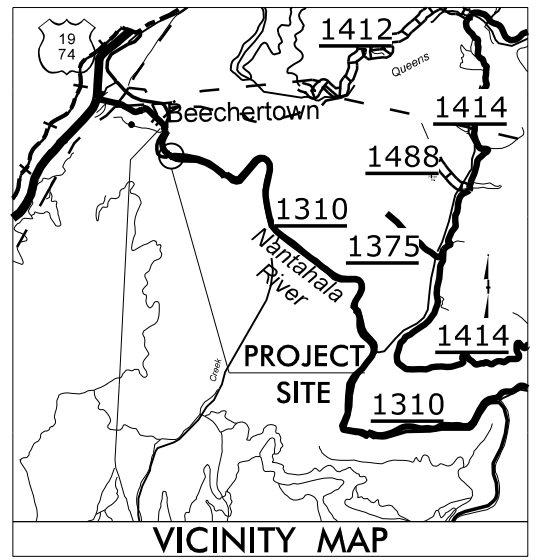 19
74
1412
Queens
Beechertown
1414
1488
1310
1375
Nantahala
River
1414
PROJECT
SITE
Creek
1310
VICINITY MAP